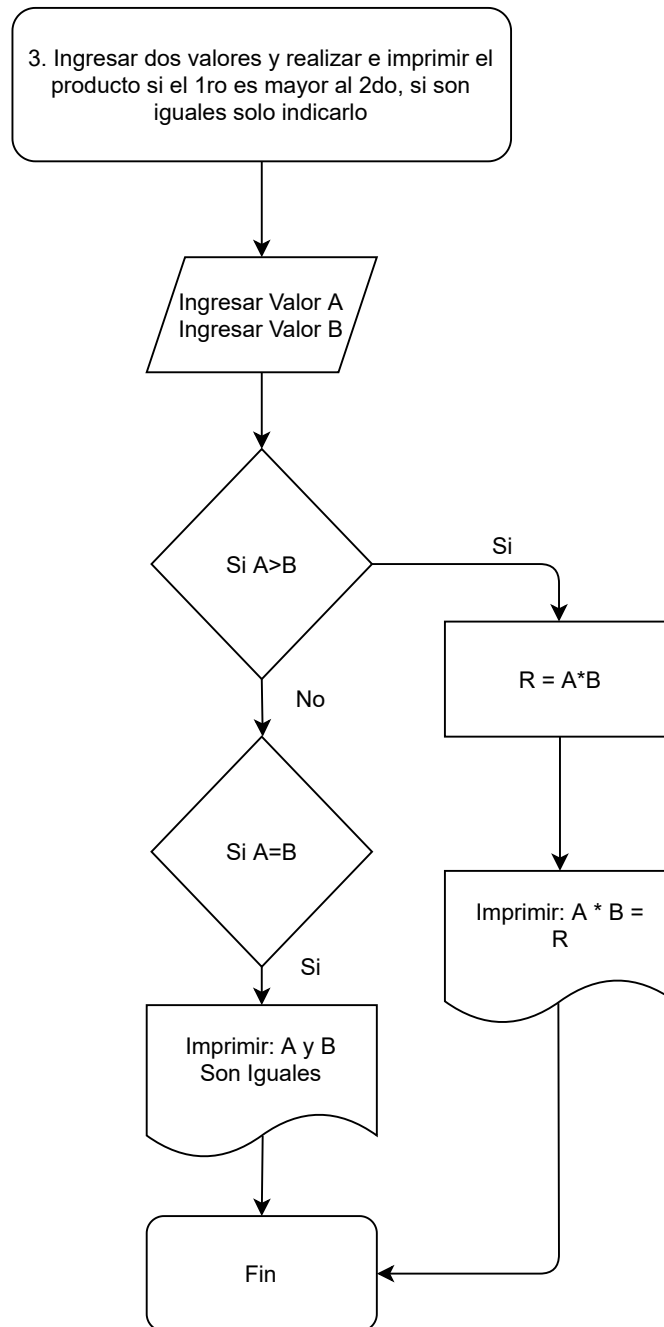 3. Ingresar dos valores y realizar e imprimir el
producto si el 1ro es mayor al 2do, si son
iguales solo indicarlo
Ingresar Valor A
Ingresar Valor B
Si A>B
Si
R = A*B
No
Si A=B
Imprimir: A * B =
R
Si
Imprimir: A y B
Son Iguales
Fin